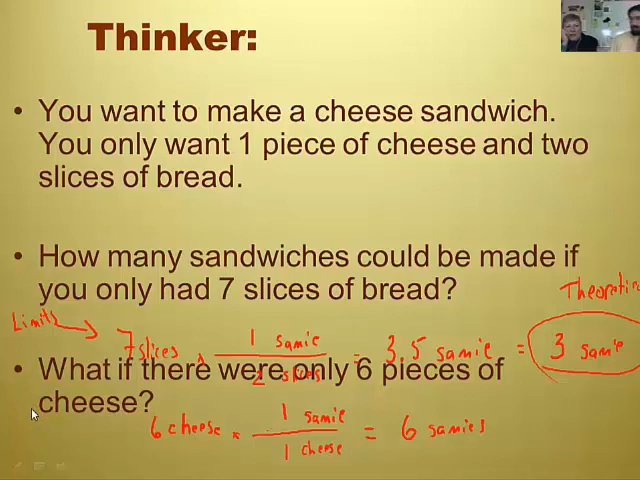 Thinker:
• You want to make a cheese sandwich.
You only want 1 piece of cheese and two
slices of bread.
• How many sandwiches could be made if
you only had 7 slices of bread?
Theoretic
Limits
7 slices x 1 samie / 2 slices = 3.5 samie = 3 samie
• What if there were only 6 pieces of
cheese?
6 cheese x 1 samie / 1 cheese = 6 samies